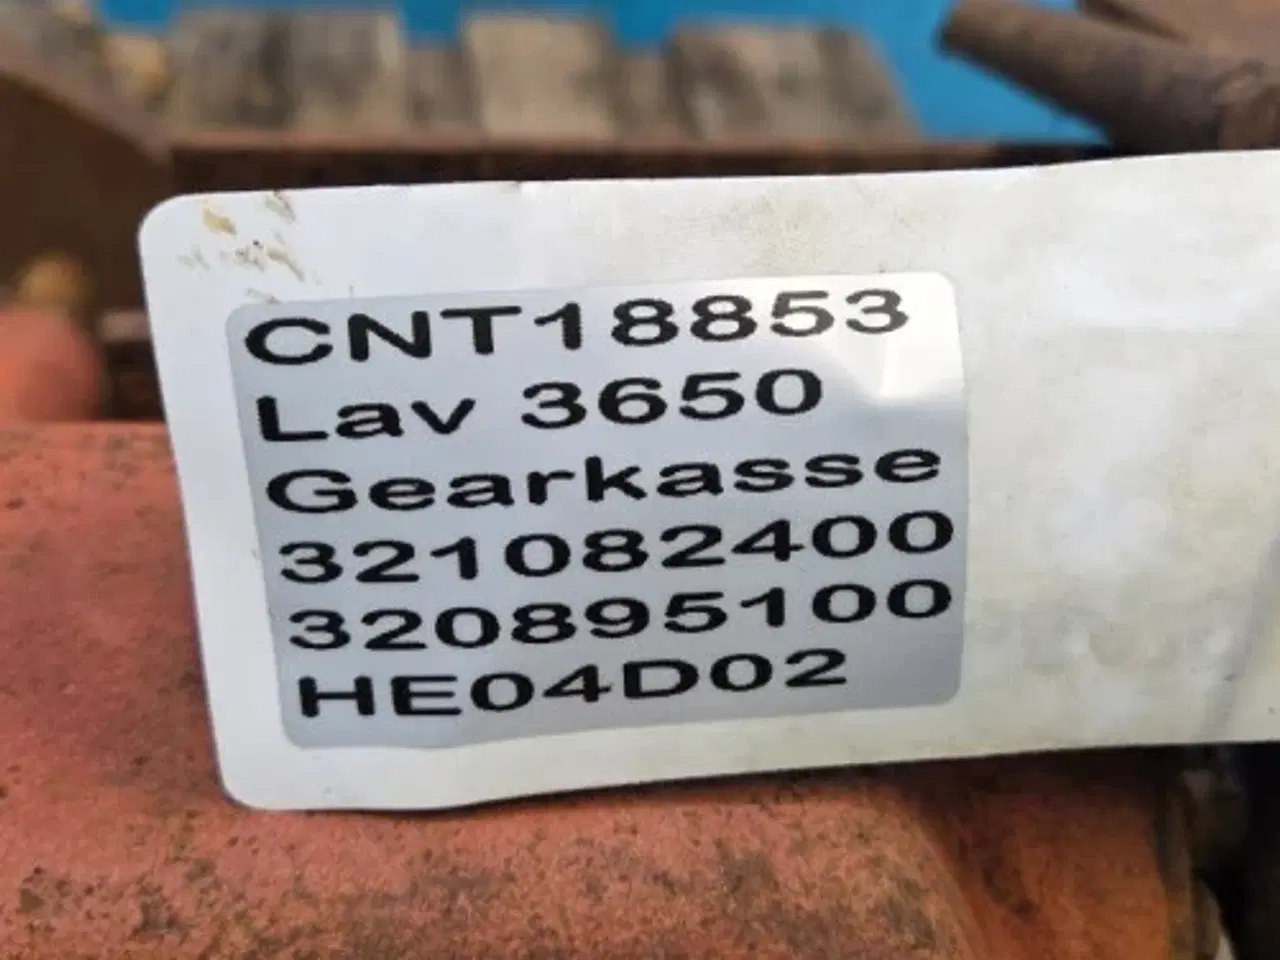 CNT18853
Lav 3650
Gearkasse
321082400
320895100
HE04D02